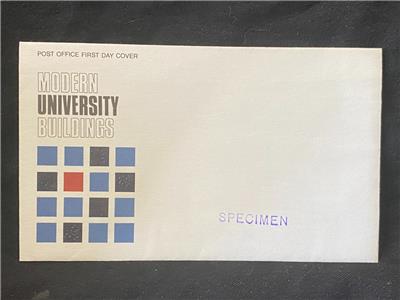 POST OFFICE FIRST DAY COVER
MODERN
UNIVERSITY
BUILDINGS
SPECIMEN